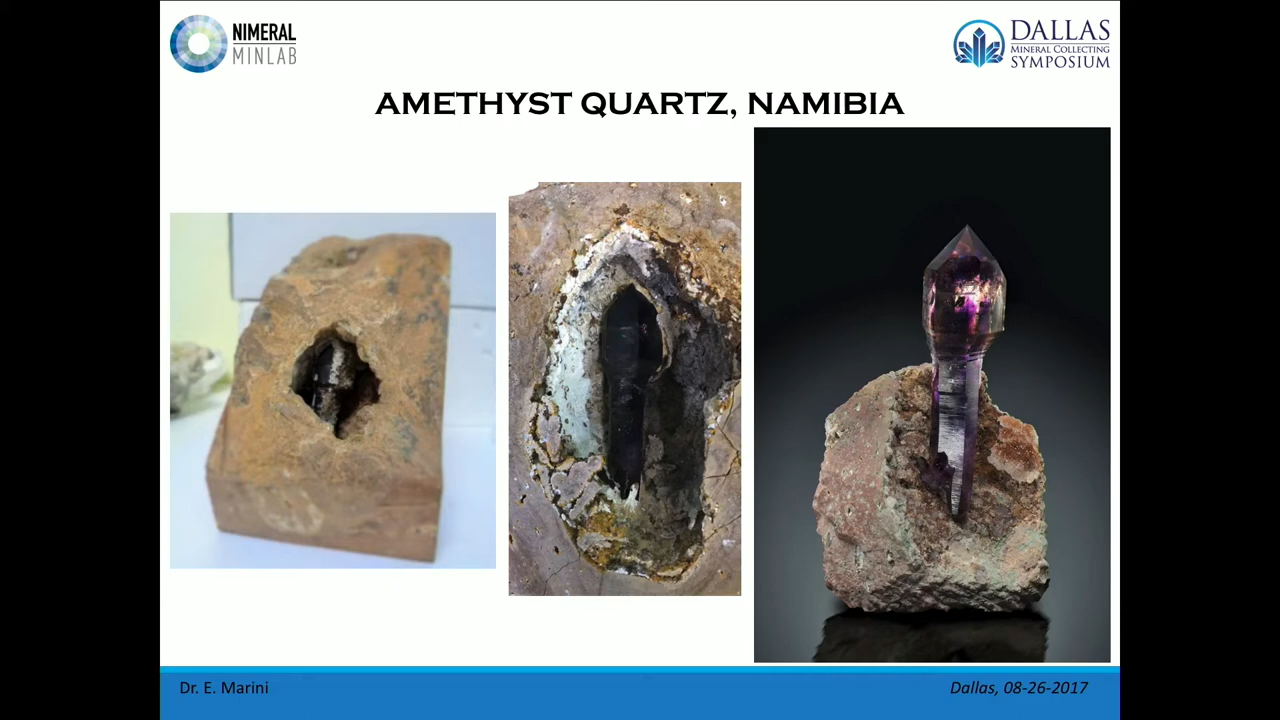 NIMERAL
MINLAB
DALLAS
MINERAL COLLECTING
SYMPOSIUM
AMETHYST QUARTZ, NAMIBIA
Dr. E. Marini
Dallas, 08-26-2017